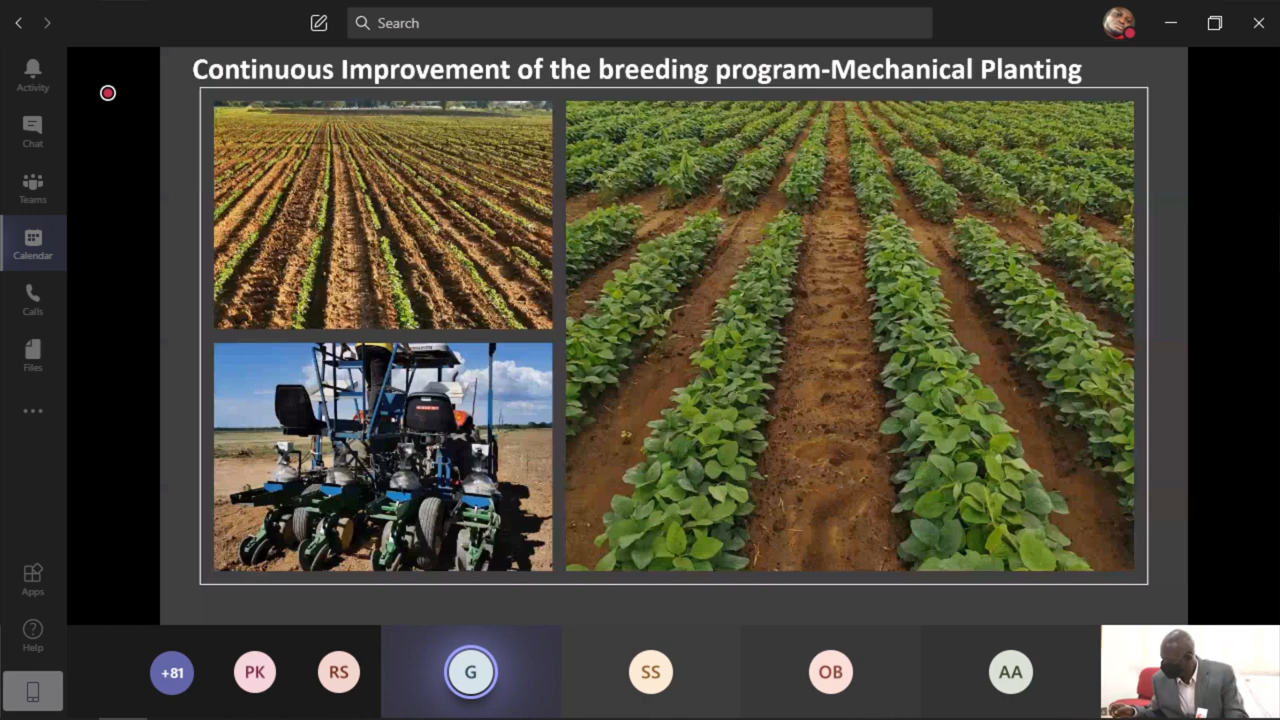 Search
Continuous Improvement of the breeding program-Mechanical Planting
Activity
Chat
Teams
Calendar
Calls
Files
Apps
Help
+81
PK
RS
G
SS
OB
AA